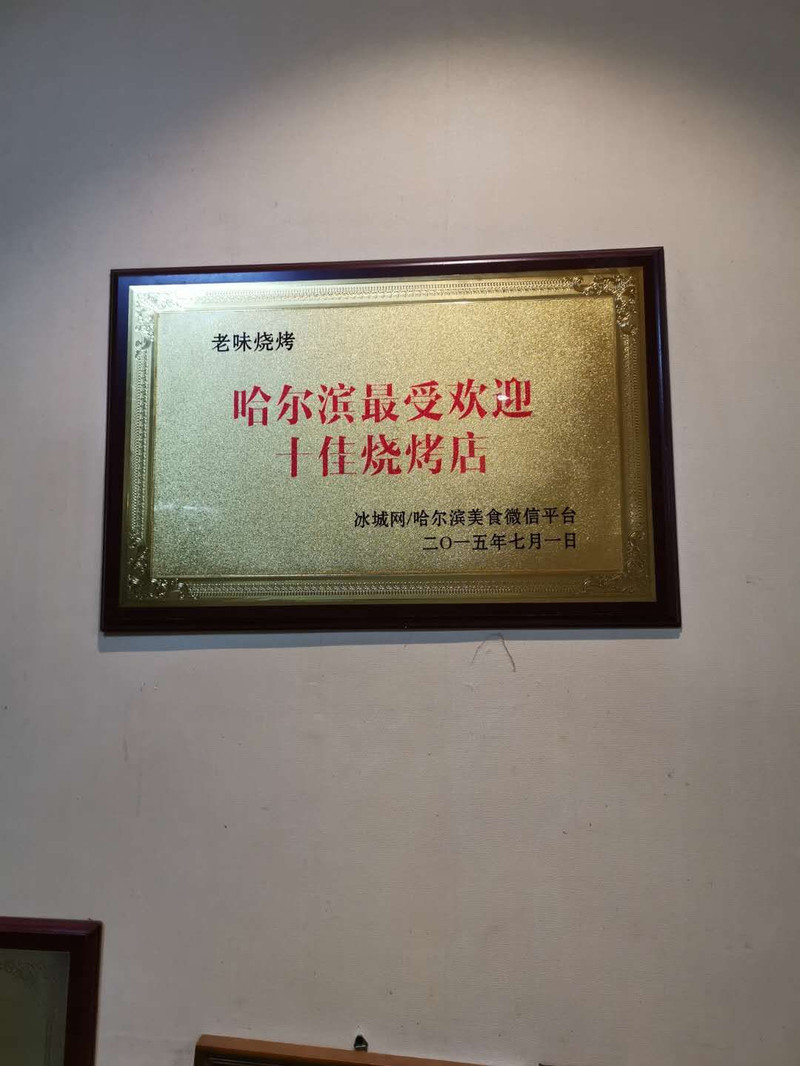 老味烧烤
哈尔滨最受欢迎
十佳烧烤店
冰城网/哈尔滨美食微信平台
二〇一五年七月一日